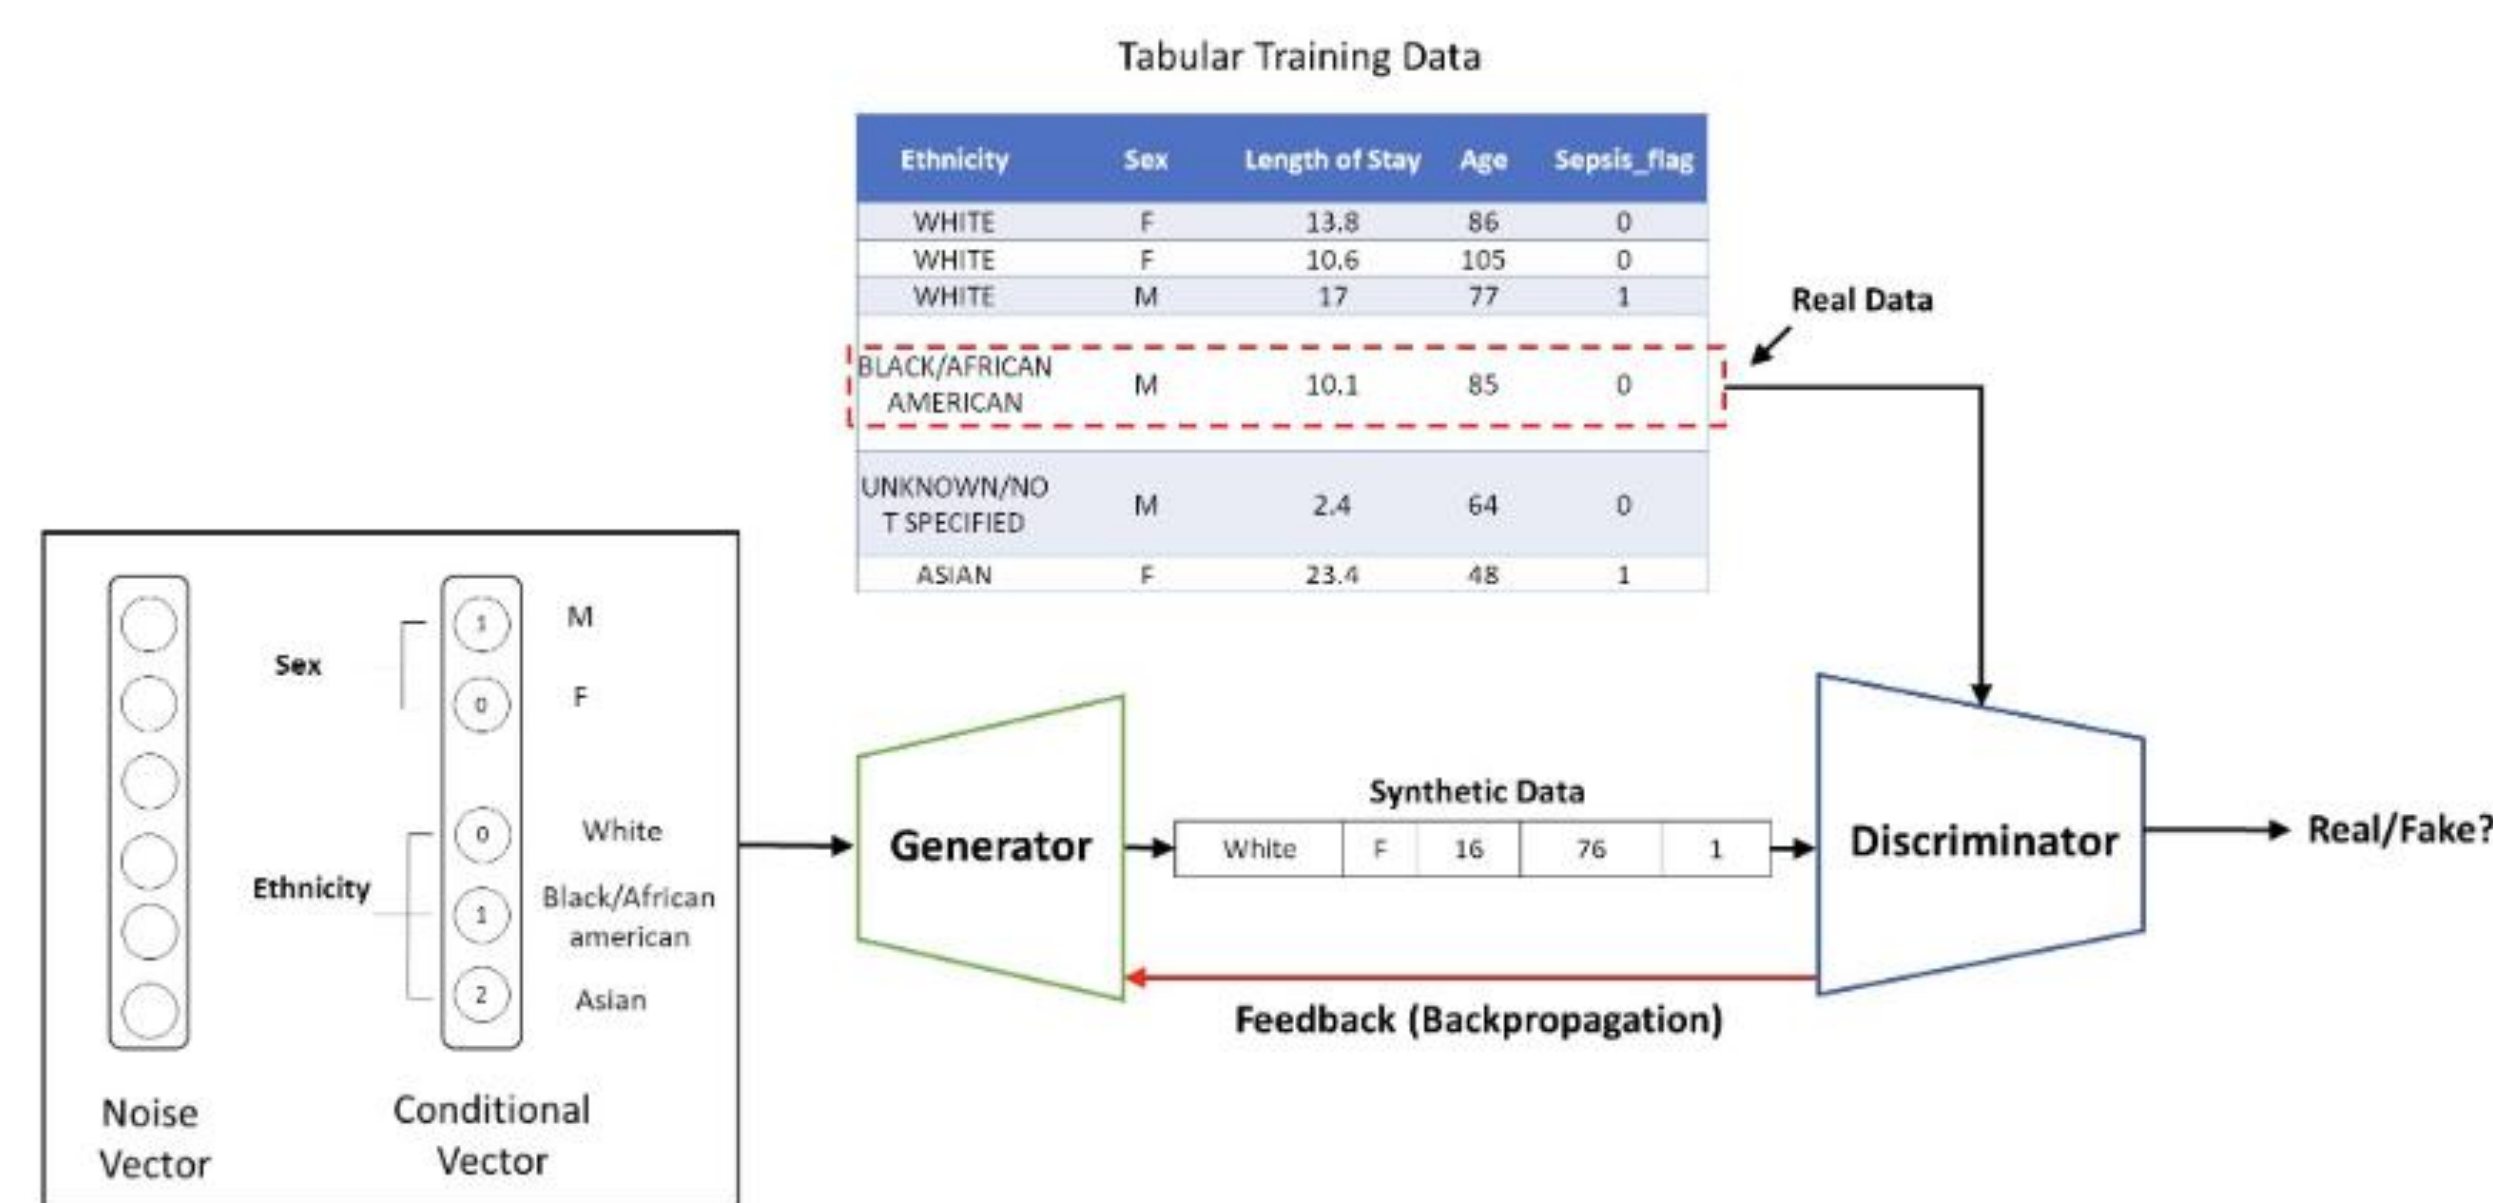 Tabular Training Data
Ethnicity Sex Length of Stay Age Sepsis_flag
WHITE F 13.8 86 0
WHITE F 10.6 105 0
WHITE M 17 77 1
BLACK/AFRICAN
AMERICAN M 10.1 85 0
UNKNOWN/NO
T SPECIFIED M 2.4 64 0
ASIAN F 23.4 48 1
Real Data
Sex
1 M
0 F
Ethnicity
0 White
1 Black/African
american
2 Asian
Noise
Vector
Conditional
Vector
Generator
Synthetic Data
White F 16 76 1
Discriminator
Real/Fake?
Feedback (Backpropagation)